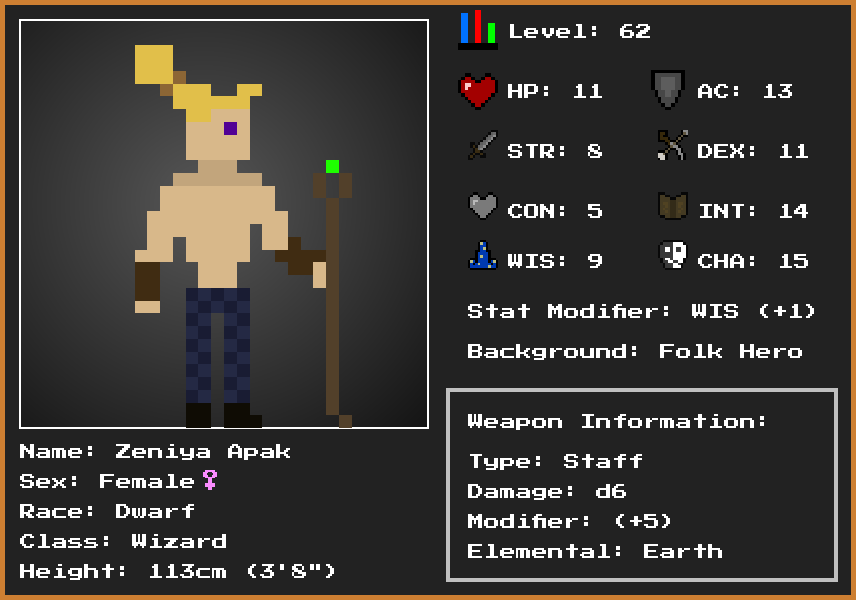 Level: 62
HP: 11 AC: 13
STR: 8 DEX: 11
CON: 5 INT: 14
WIS: 9 CHA: 15
Stat Modifier: WIS (+1)
Background: Folk Hero
Weapon Information:
Type: Staff
Damage: d6
Modifier: (+5)
Elemental: Earth
Name: Zeniya Apak
Sex: Female♀
Race: Dwarf
Class: Wizard
Height: 113cm (3'8")